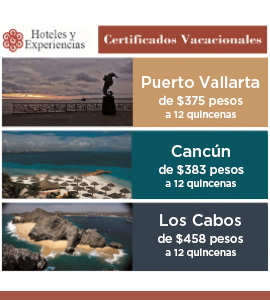 Hoteles y
Experiencias
Certificados Vacacionales
Puerto Vallarta
de $375 pesos
a 12 quincenas
Cancún
de $383 pesos
a 12 quincenas
Los Cabos
de $458 pesos
a 12 quincenas